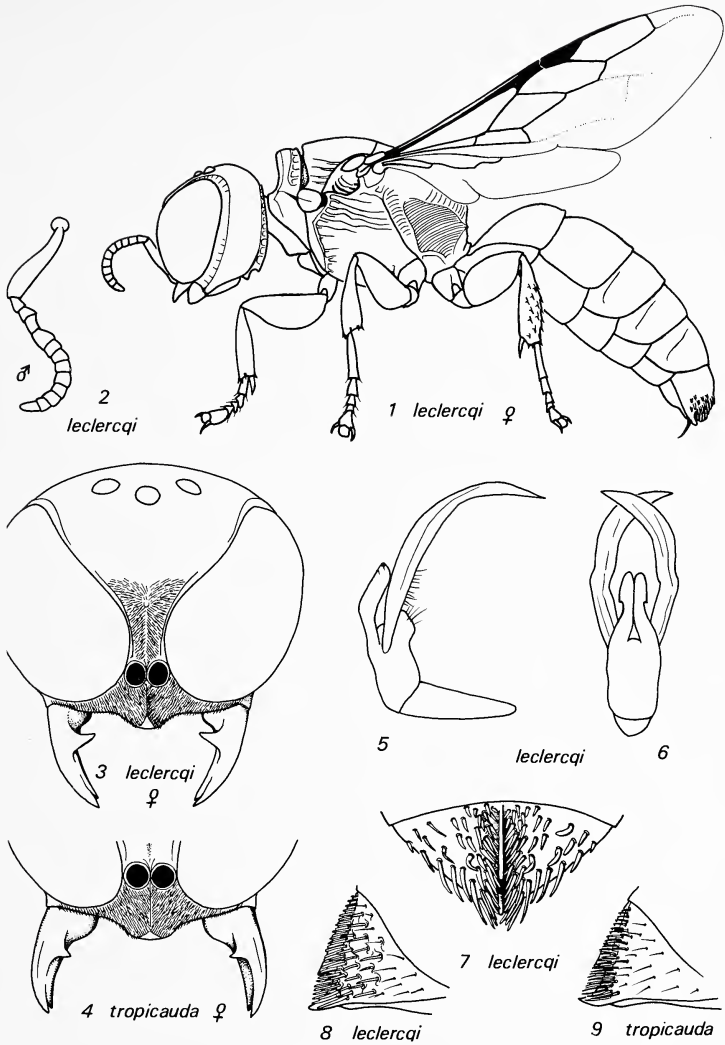 ♂
2
leclercqi
1 leclercqi ♀
3 leclercqi
♀
5
leclercqi
6
4 tropicauda ♀
7 leclercqi
8 leclercqi
9 tropicauda